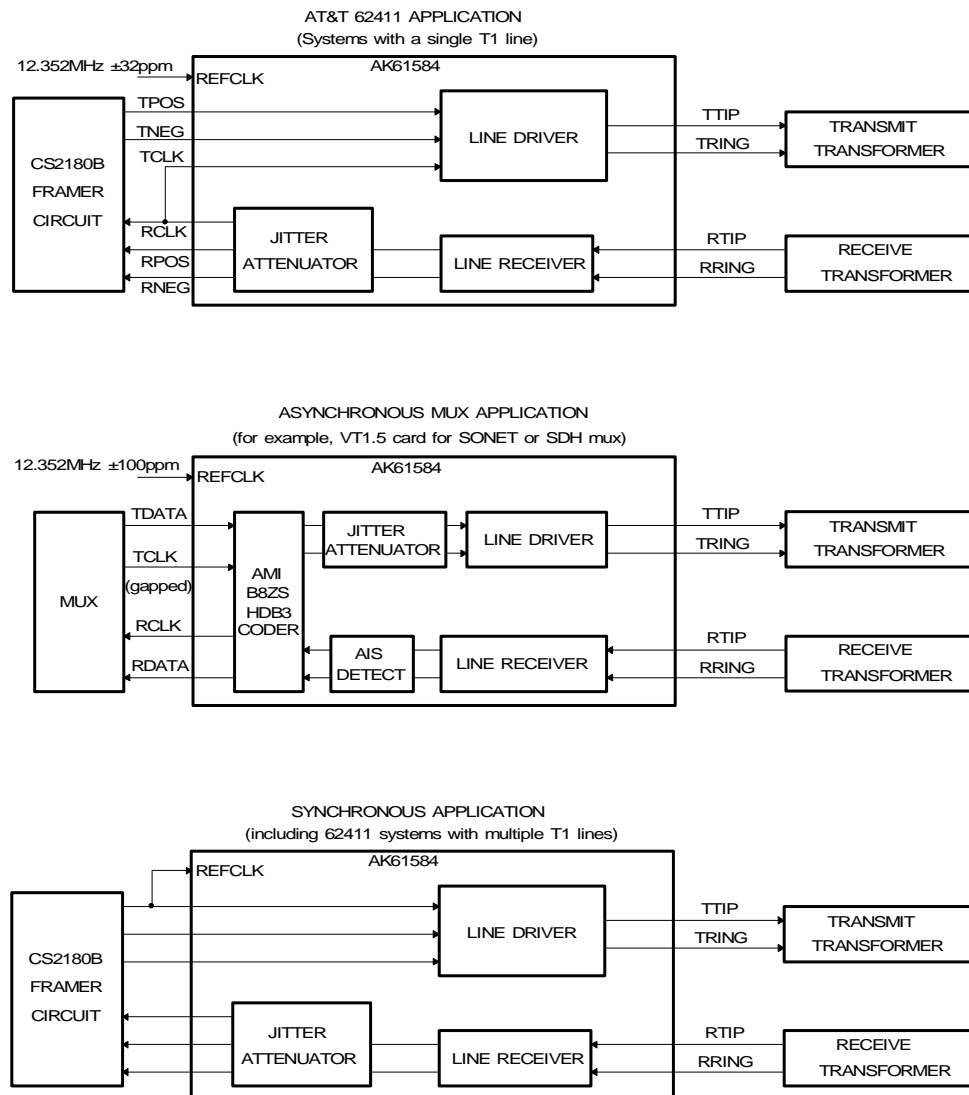 AT&T 62411 APPLICATION
(Systems with a single T1 line)
12.352MHz ±32ppm
AK61584
REFCLK
TPOS
TNEG
TCLK
CS2180B
FRAMER
CIRCUIT
RCLK
RPOS
RNEG
LINE DRIVER
JITTER
ATTENUATOR
LINE RECEIVER
TTIP
TRING
TRANSMIT
TRANSFORMER
RTIP
RRING
RECEIVE
TRANSFORMER
ASYNCHRONOUS MUX APPLICATION
(for example, VT1.5 card for SONET or SDH mux)
12.352MHz ±100ppm
AK61584
REFCLK
TDATA
TCLK
(gapped)
MUX
RCLK
RDATA
AMI
B8ZS
HDB3
CODER
JITTER
ATTENUATOR
LINE DRIVER
AIS
DETECT
LINE RECEIVER
TTIP
TRING
TRANSMIT
TRANSFORMER
RTIP
RRING
RECEIVE
TRANSFORMER
SYNCHRONOUS APPLICATION
(including 62411 systems with multiple T1 lines)
AK61584
REFCLK
CS2180B
FRAMER
CIRCUIT
LINE DRIVER
JITTER
ATTENUATOR
LINE RECEIVER
TTIP
TRING
TRANSMIT
TRANSFORMER
RTIP
RRING
RECEIVE
TRANSFORMER